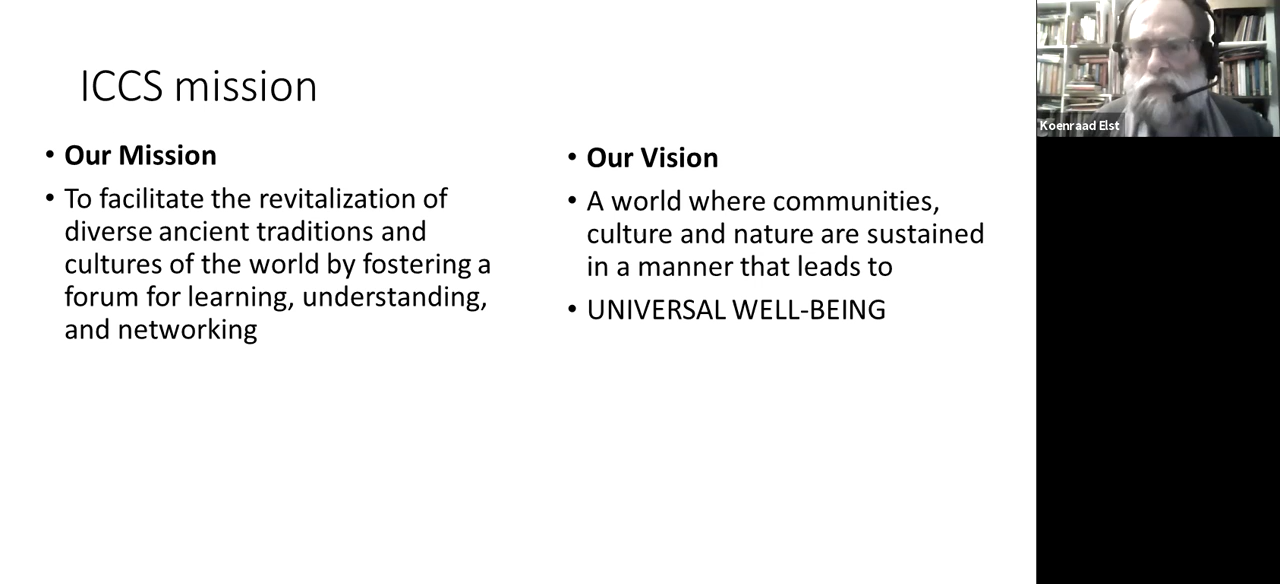 ICCS mission
• Our Mission
• To facilitate the revitalization of
diverse ancient traditions and
cultures of the world by fostering a
forum for learning, understanding,
and networking
• Our Vision
• A world where communities,
culture and nature are sustained
in a manner that leads to
• UNIVERSAL WELL-BEING
Koenraad Elst